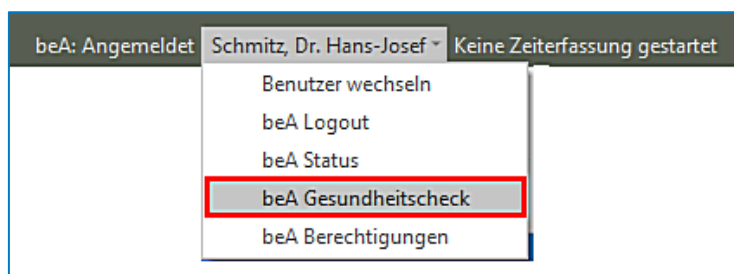 beA: Angemeldet Schmitz, Dr. Hans-Josef Keine Zeiterfassung gestartet
Benutzer wechseln
beA Logout
beA Status
beA Gesundheitscheck
beA Berechtigungen